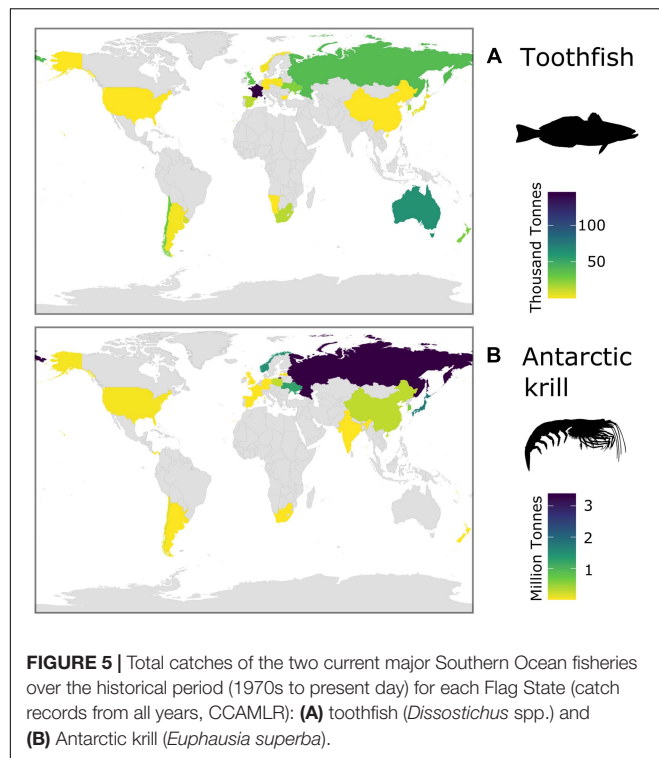 A Toothfish
Thousand Tonnes
100
50
B Antarctic
krill
Million Tonnes
3
2
1
FIGURE 5 | Total catches of the two current major Southern Ocean fisheries
over the historical period (1970s to present day) for each Flag State (catch
records from all years, CCAMLR): (A) toothfish (Dissostichus spp.) and
(B) Antarctic krill (Euphausia superba).